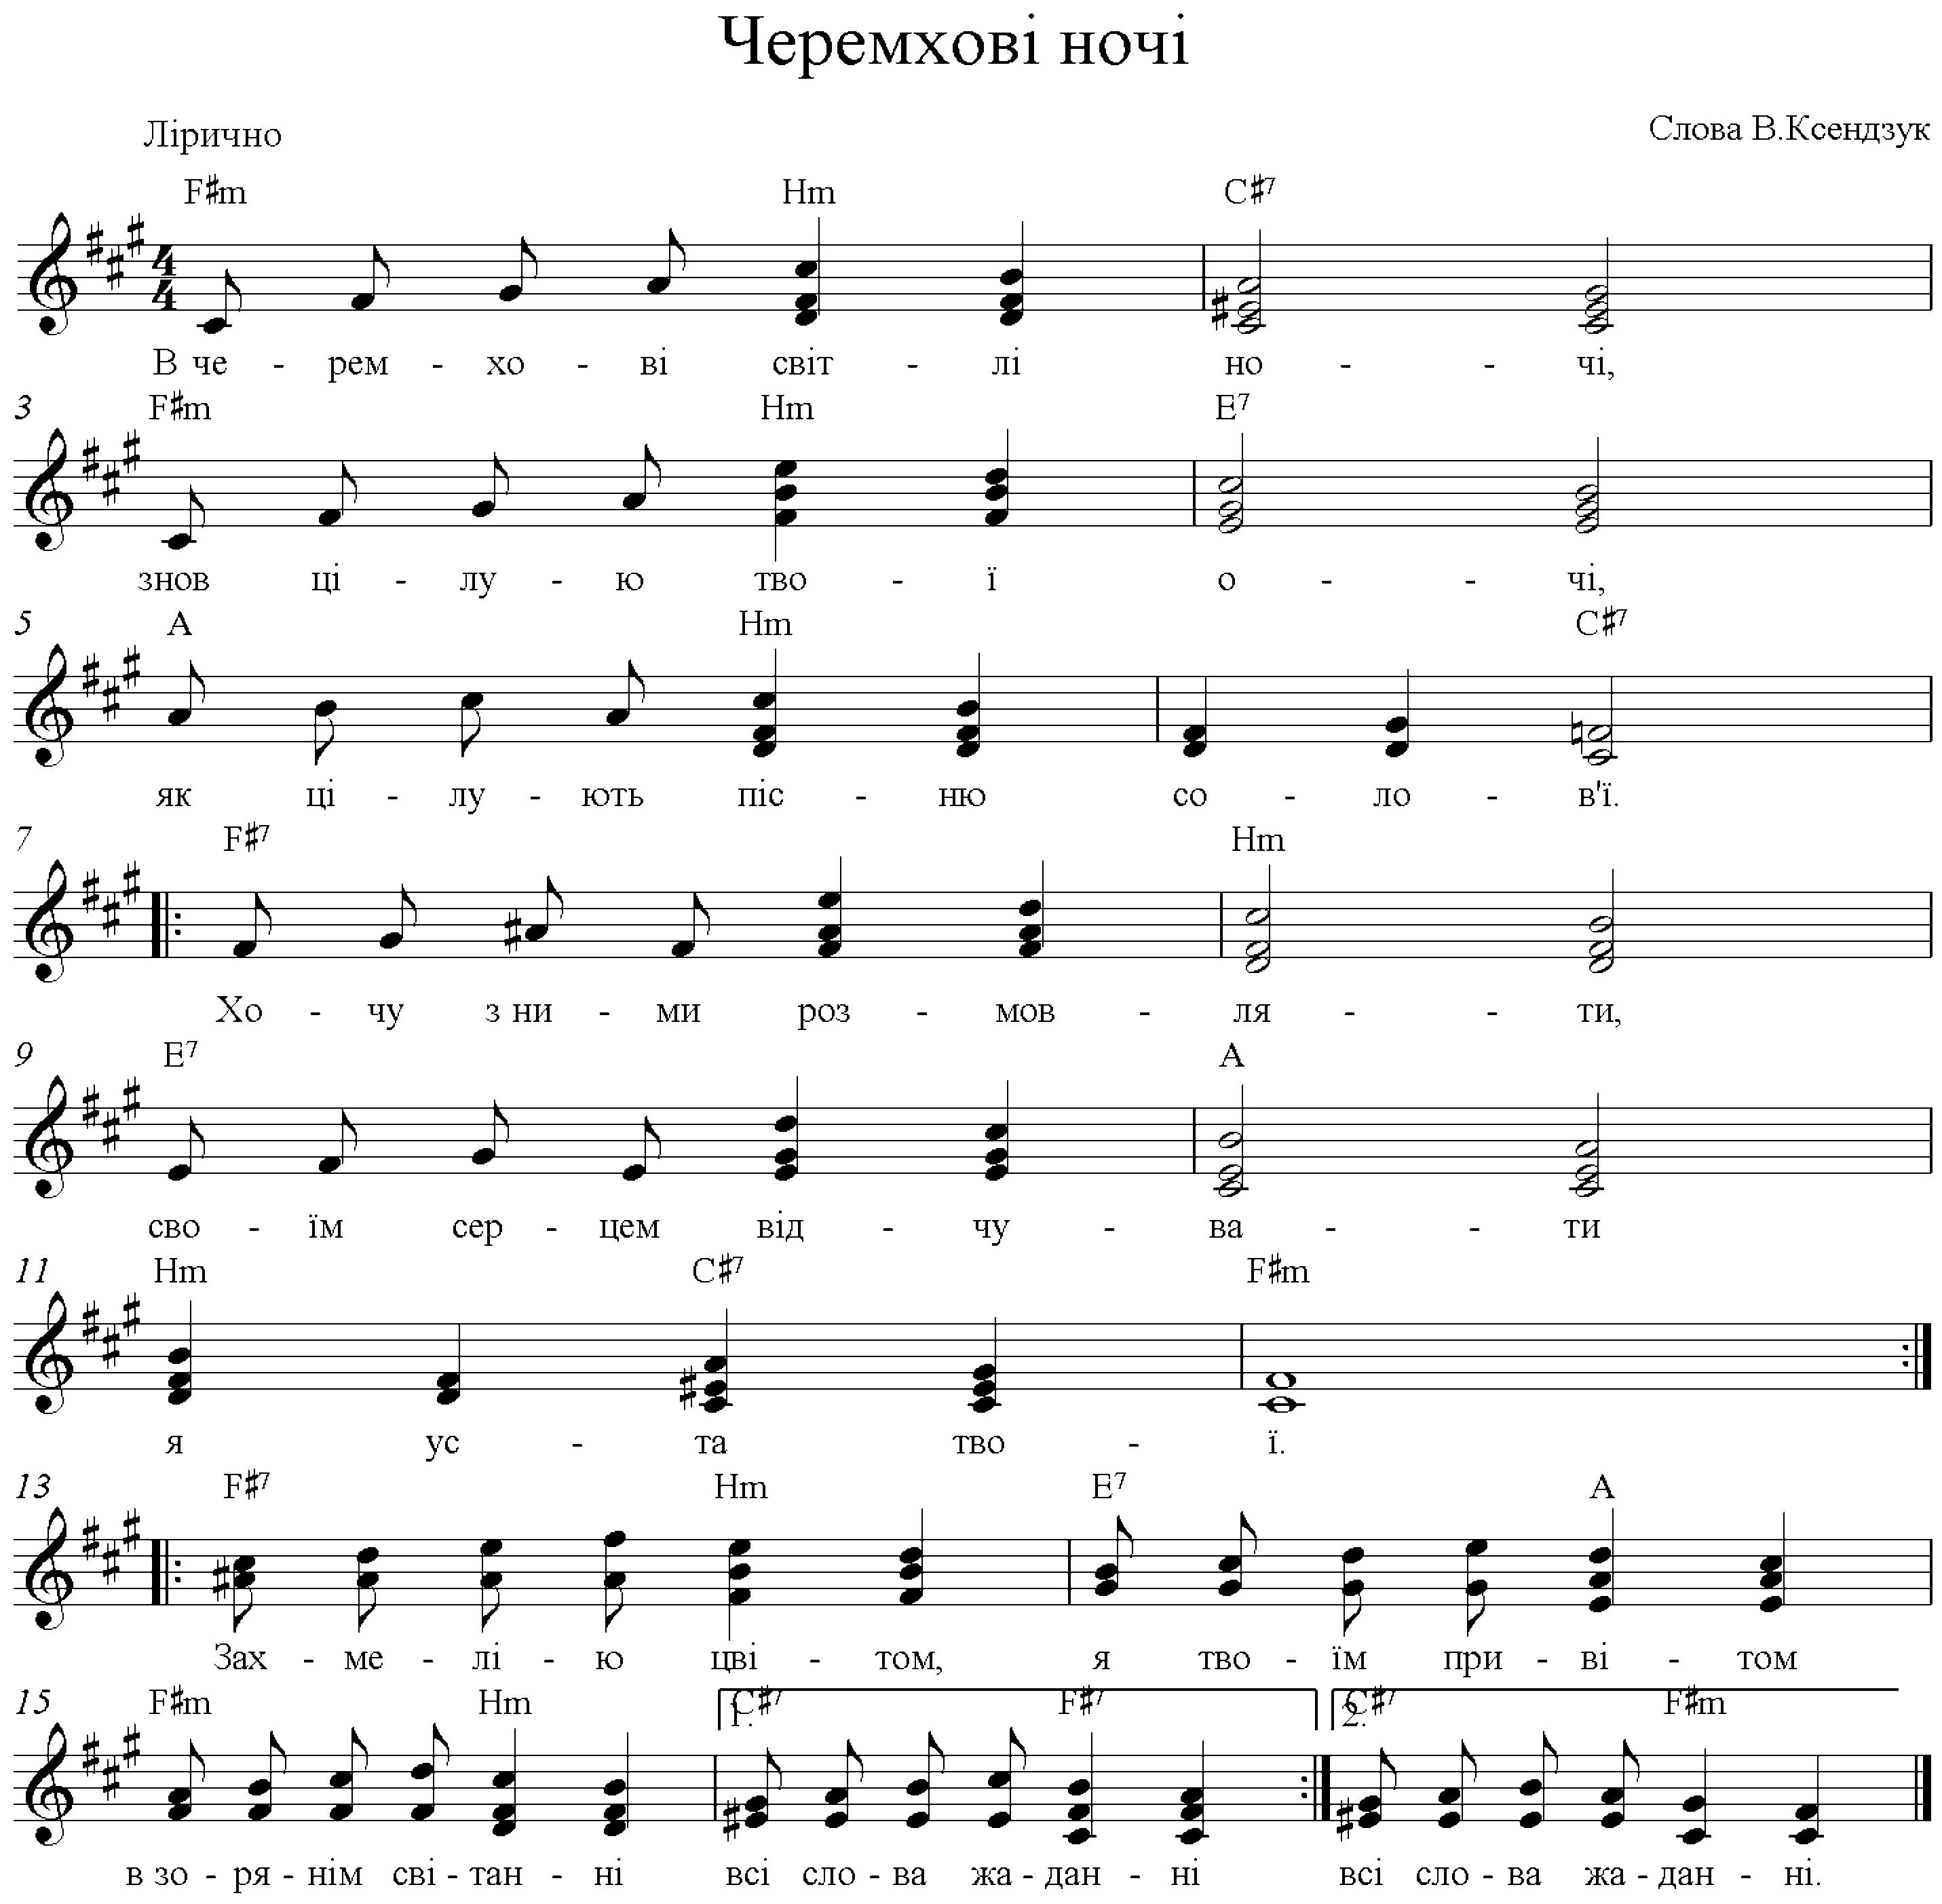 Черемхові ночі
Лірично
Слова В.Ксендзук
F♯m Hm C♯7
В че - рем - хо - ві світ - лі но - чі,
3 F♯m Hm E7
знов ці - лу - ю тво - ї о - чі,
5 A Hm C♯7
як ці - лу - ють піс - ню со - ло - в'ї.
7 F♯7 Hm
Хо - чу з ни - ми роз - мов - ля - ти,
9 E7 A
сво - їм сер - цем від - чу - ва - ти
11 Hm C♯7 F♯m
я ус - та тво - ї.
13 F♯7 Hm E7 A
Зах - ме - лі - ю цві - том, я тво - їм при - ві - том
15 F♯m Hm 1. C♯7 F♯7 2. C♯7 F♯m
в зо - ря - нім сві - тан - ні всі сло - ва жа - дан - ні всі сло - ва жа - дан - ні.